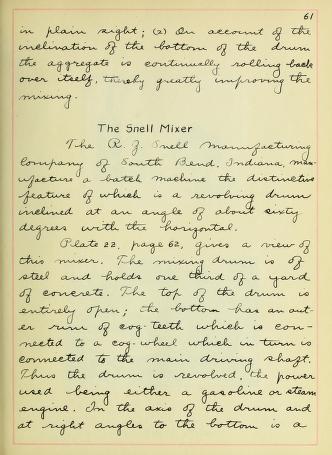 61
in plain sight; (2) On account of the
inclination of the bottom of the drum
the aggregate is continually rolling back
over itself, thereby greatly improving the
mixing.
The Snell Mixer
The R. Z. Snell Manufacturing
Company of South Bend, Indiana, man-
ufacture a batch machine the distinctive
feature of which is a revolving drum
inclined at an angle of about sixty
degrees with the horizontal.
Plate 22, page 62, gives a view of
this mixer. The mixing drum is of
steel and holds one third of a yard
of concrete. The top of the drum is
entirely open; the bottom has an out-
er rim of cog-teeth which is con-
nected to a cog-wheel which in turn is
connected to the main driving shaft.
Thus the drum is revolved, the power
used being either a gasoline or steam
engine. In the axis of the drum and
at right angles to the bottom is a